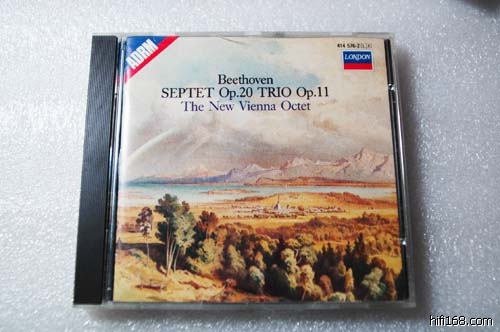 ADRM
414 576-2
LONDON
Beethoven
SEPTET Op.20 TRIO Op.11
The New Vienna Octet
hifi168.com